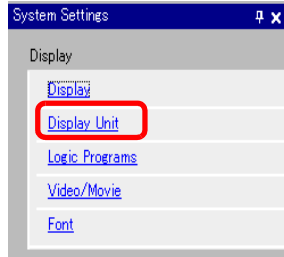 System Settings
Display
Display
Display Unit
Logic Programs
Video/Movie
Font